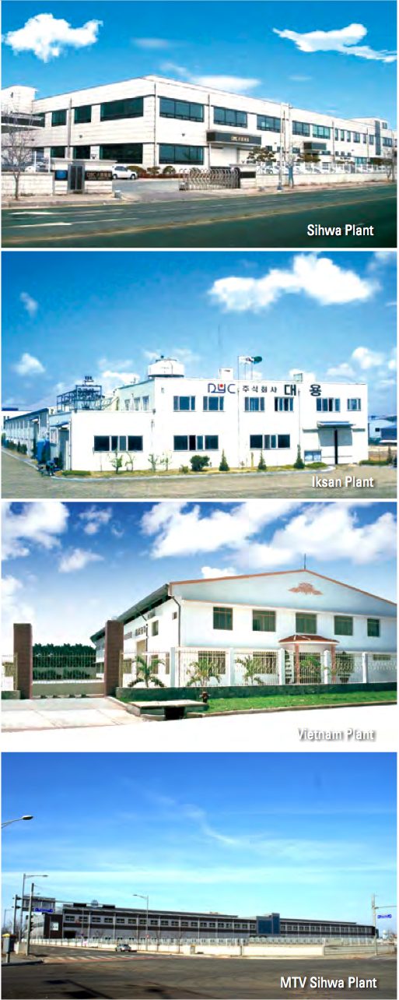 Sihwa Plant
DYC 주식회사 대용
Iksan Plant
Vietnam Plant
MTV Sihwa Plant